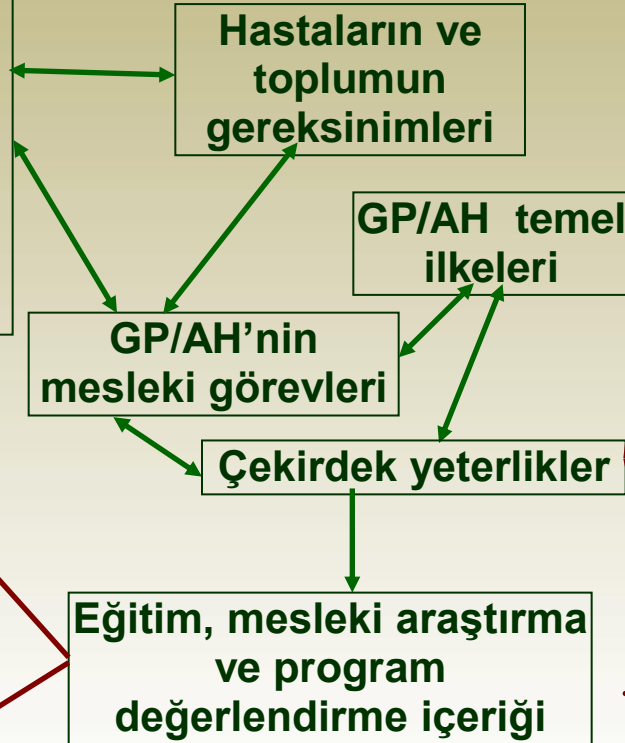 Hastaların ve
toplumun
gereksinimleri
GP/AH temel
ilkeleri
GP/AH’nin
mesleki görevleri
Çekirdek yeterlikler
Eğitim, mesleki araştırma
ve program
değerlendirme içeriği